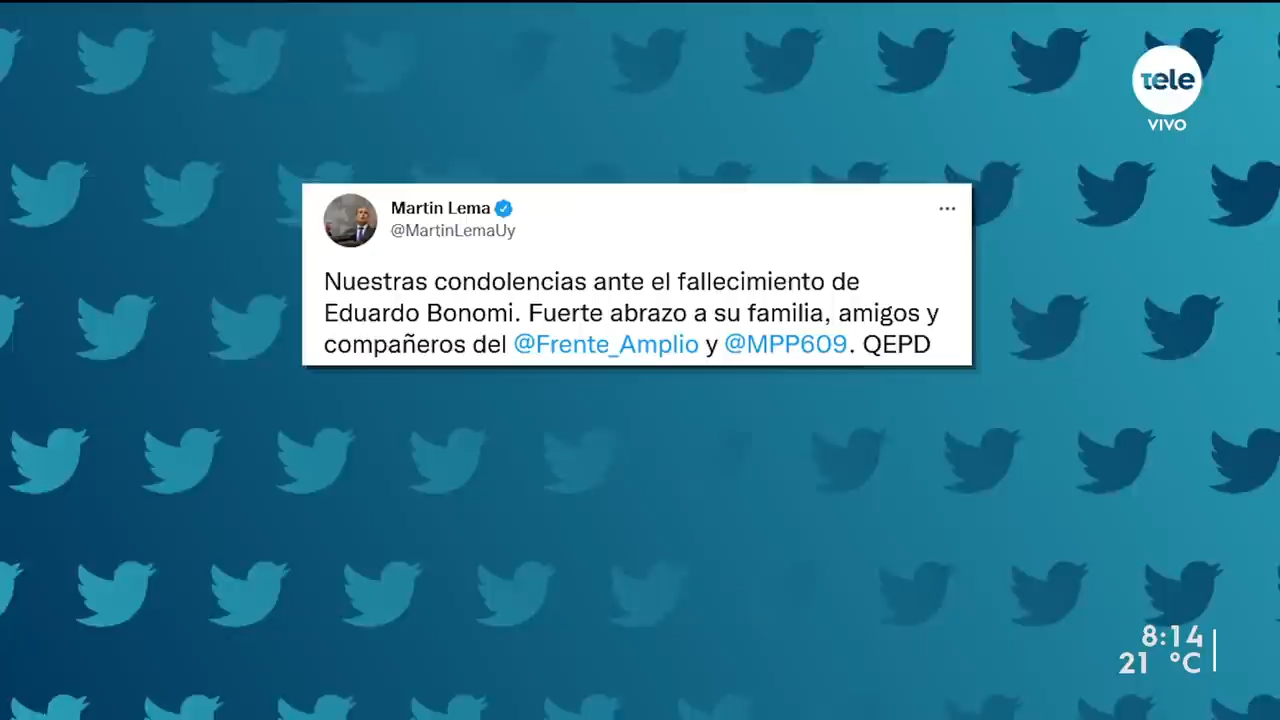 tele
VIVO
Martin Lema
@MartinLemaUy
Nuestras condolencias ante el fallecimiento de
Eduardo Bonomi. Fuerte abrazo a su familia, amigos y
compañeros del @Frente_Amplio y @MPP609. QEPD
8:14
21 °C